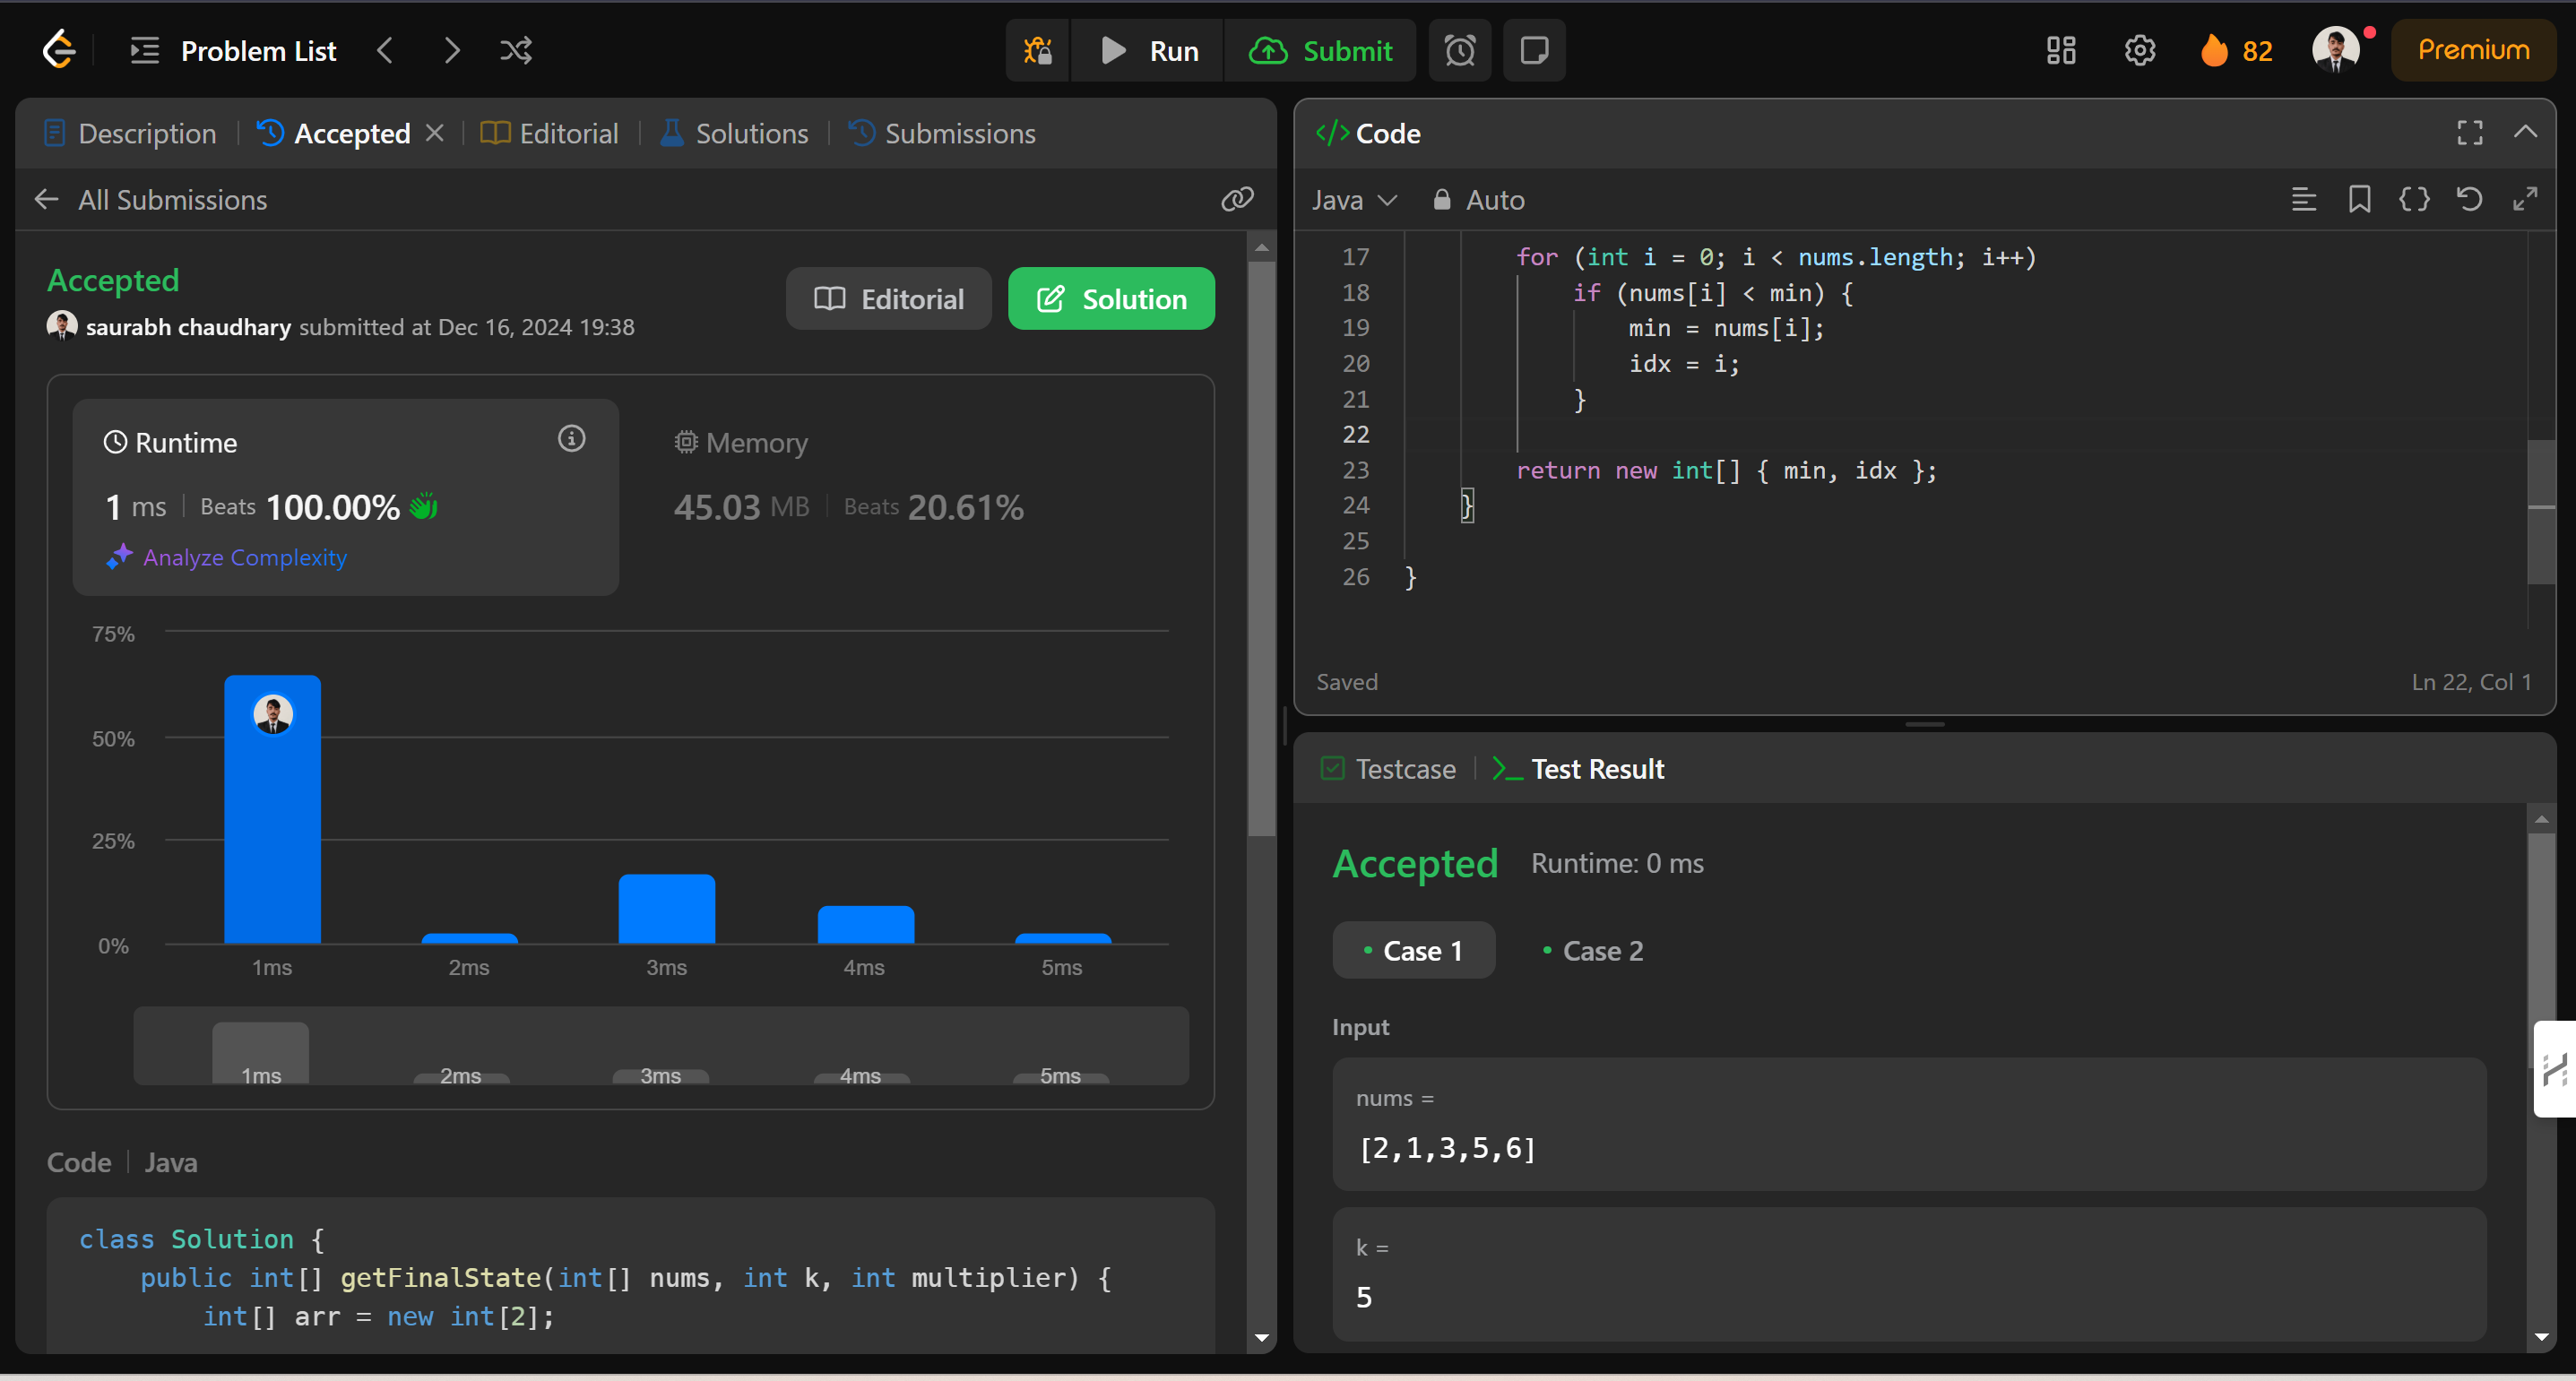 Problem List
Run
Submit
82
Premium
Description
Accepted
Editorial
Solutions
Submissions
All Submissions
Accepted
Editorial
Solution
saurabh chaudhary submitted at Dec 16, 2024 19:38
Runtime
1 ms
Beats 100.00%
Analyze Complexity
Memory
45.03 MB
Beats 20.61%
75%
50%
25%
0%
1ms
2ms
3ms
4ms
5ms
1ms
2ms
3ms
4ms
5ms
Code
Java
class Solution {
    public int[] getFinalState(int[] nums, int k, int multiplier) {
        int[] arr = new int[2];
</> Code
Java
Auto
17        for (int i = 0; i < nums.length; i++)
18            if (nums[i] < min) {
19                min = nums[i];
20                idx = i;
21            }
22
23        return new int[] { min, idx };
24    }
25
26 }
Saved
Ln 22, Col 1
Testcase
Test Result
Accepted
Runtime: 0 ms
Case 1
Case 2
Input
nums =
[2,1,3,5,6]
k =
5